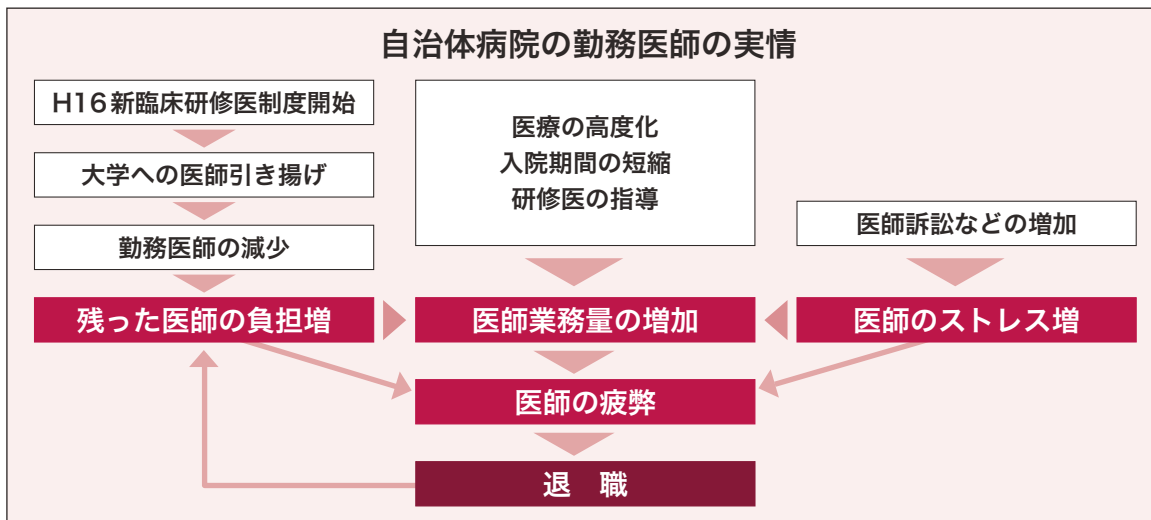 自治体病院の勤務医師の実情
H16新臨床研修医制度開始
大学への医師引き揚げ
勤務医師の減少
残った医師の負担増
医療の高度化
入院期間の短縮
研修医の指導
医師業務量の増加
医師訴訟などの増加
医師のストレス増
医師の疲弊
退　職